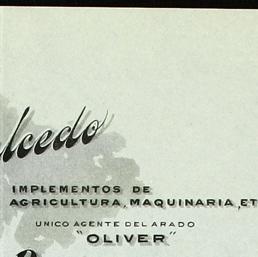 lcedo
IMPLEMENTOS DE
AGRICULTURA, MAQUINARIA, ET
UNICO AGENTE DEL ARADO
"OLIVER"